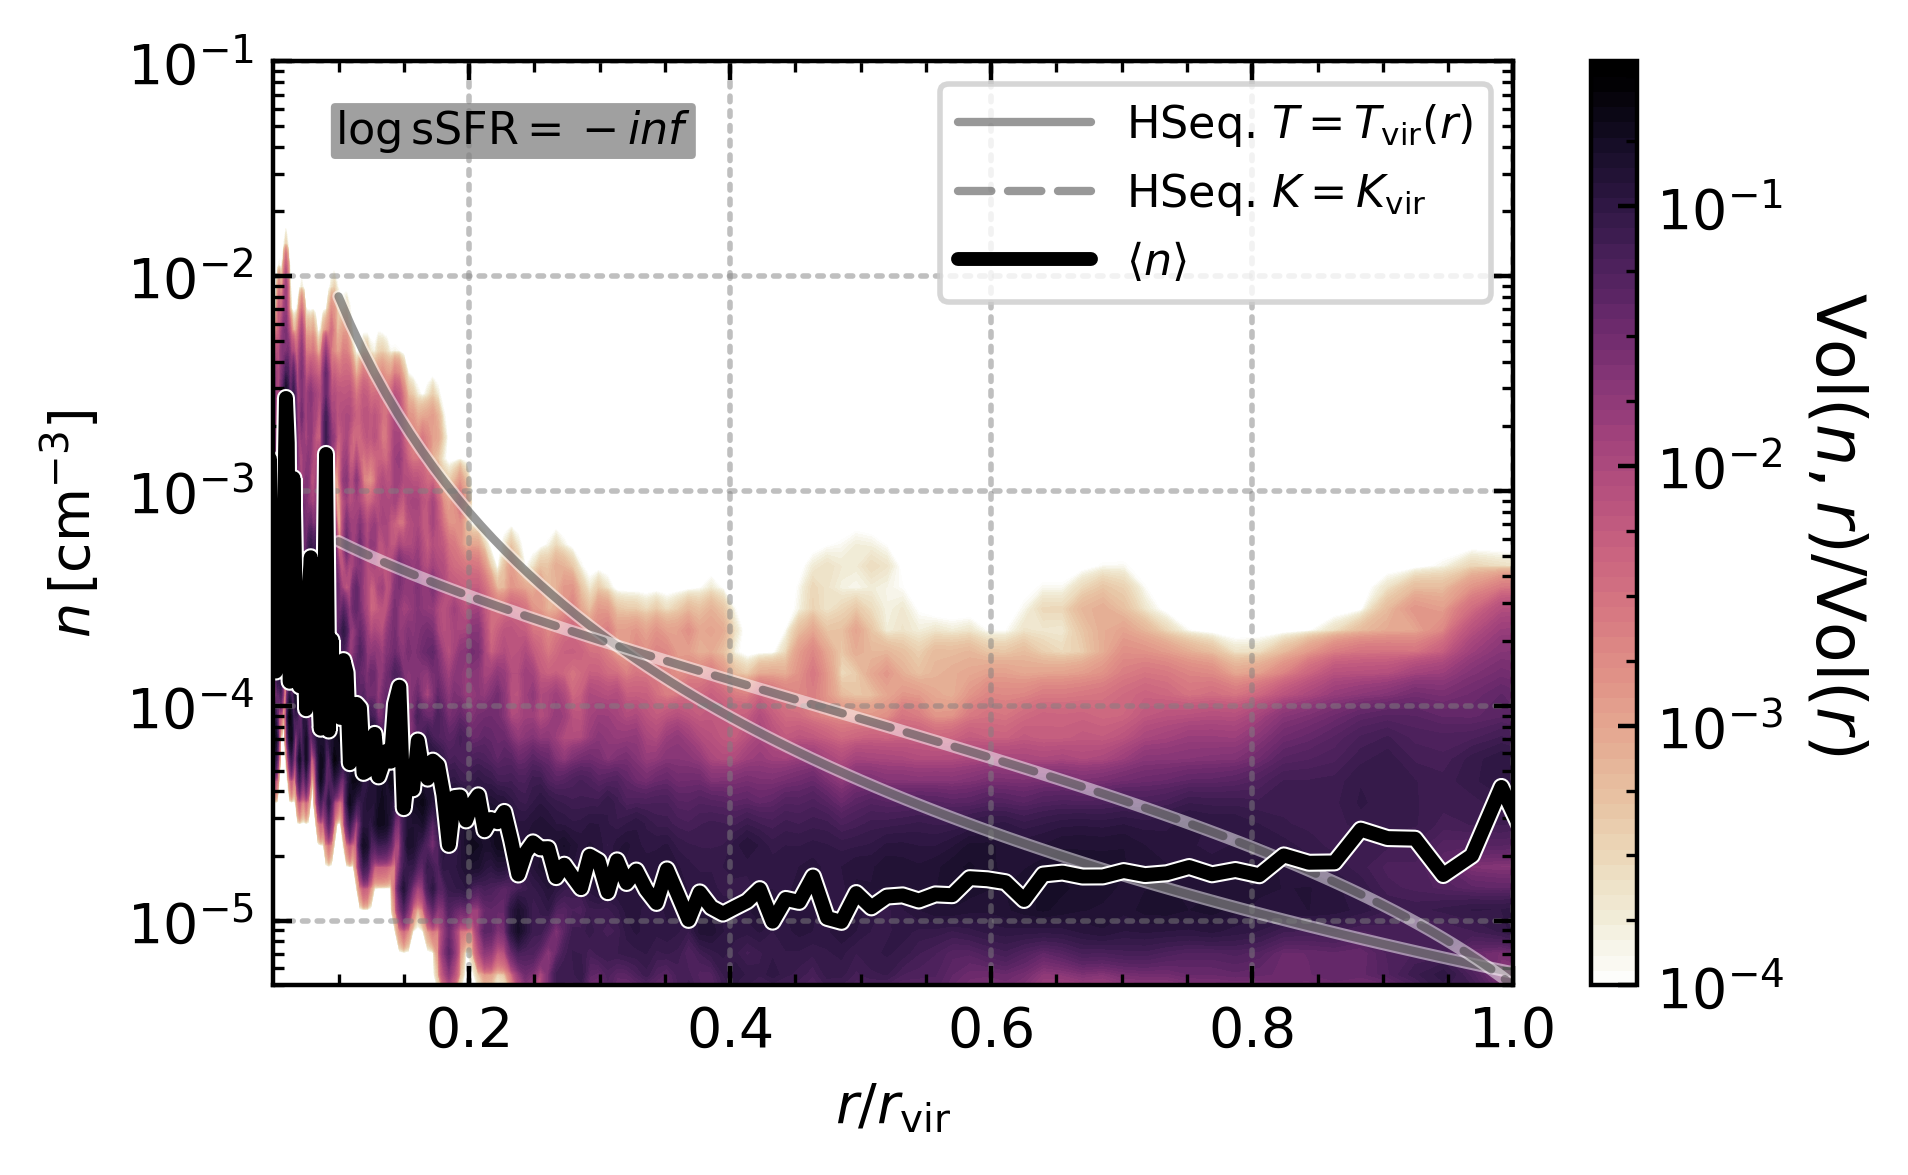 n [cm⁻³]
10⁻¹
10⁻²
10⁻³
10⁻⁴
10⁻⁵
log sSFR = −inf
HSeq. T = T_vir(r)
HSeq. K = K_vir
⟨n⟩
0.2 0.4 0.6 0.8 1.0
r/r_vir
10⁻¹
10⁻²
10⁻³
10⁻⁴
Vol(n, r)/Vol(r)